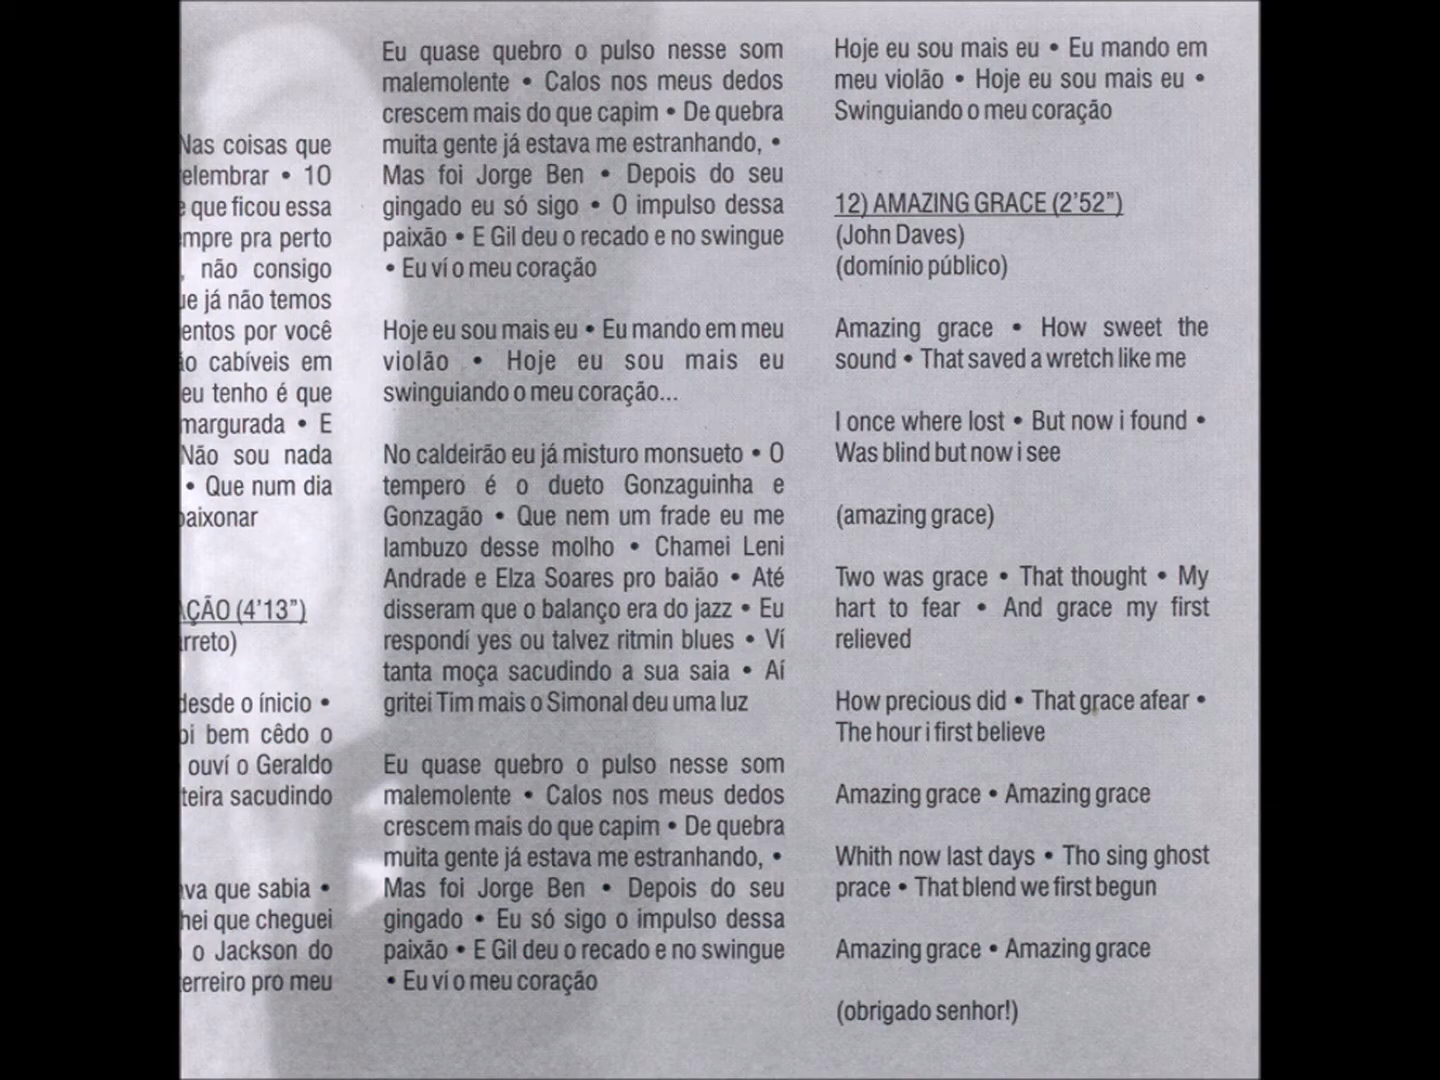 Nas coisas que
elembrar • 10
e que ficou essa
mpre pra perto
, não consigo
ue já não temos
entos por você
ão cabíveis em
eu tenho é que
margurada • E
Não sou nada
• Que num dia
paixonar
AÇÃO (4'13")
rreto)
desde o ínicio •
oi bem cêdo o
ouví o Geraldo
teira sacudindo
ava que sabia •
hei que cheguei
o Jackson do
erreiro pro meu
Eu quase quebro o pulso nesse som
malemolente • Calos nos meus dedos
crescem mais do que capim • De quebra
muita gente já estava me estranhando, •
Mas foi Jorge Ben • Depois do seu
gingado eu só sigo • O impulso dessa
paixão • E Gil deu o recado e no swingue
• Eu ví o meu coração
Hoje eu sou mais eu • Eu mando em meu
violão • Hoje eu sou mais eu
swinguiando o meu coração...
No caldeirão eu já misturo monsueto • O
tempero é o dueto Gonzaguinha e
Gonzagão • Que nem um frade eu me
lambuzo desse molho • Chamei Leni
Andrade e Elza Soares pro baião • Até
disseram que o balanço era do jazz • Eu
respondí yes ou talvez ritmin blues • Ví
tanta moça sacudindo a sua saia • Aí
gritei Tim mais o Simonal deu uma luz
Eu quase quebro o pulso nesse som
malemolente • Calos nos meus dedos
crescem mais do que capim • De quebra
muita gente já estava me estranhando, •
Mas foi Jorge Ben • Depois do seu
gingado • Eu só sigo o impulso dessa
paixão • E Gil deu o recado e no swingue
• Eu ví o meu coração
Hoje eu sou mais eu • Eu mando em
meu violão • Hoje eu sou mais eu •
Swinguiando o meu coração
12) AMAZING GRACE (2'52")
(John Daves)
(domínio público)
Amazing grace • How sweet the
sound • That saved a wretch like me
I once where lost • But now i found •
Was blind but now i see
(amazing grace)
Two was grace • That thought • My
hart to fear • And grace my first
relieved
How precious did • That grace afear •
The hour i first believe
Amazing grace • Amazing grace
Whith now last days • Tho sing ghost
prace • That blend we first begun
Amazing grace • Amazing grace
(obrigado senhor!)